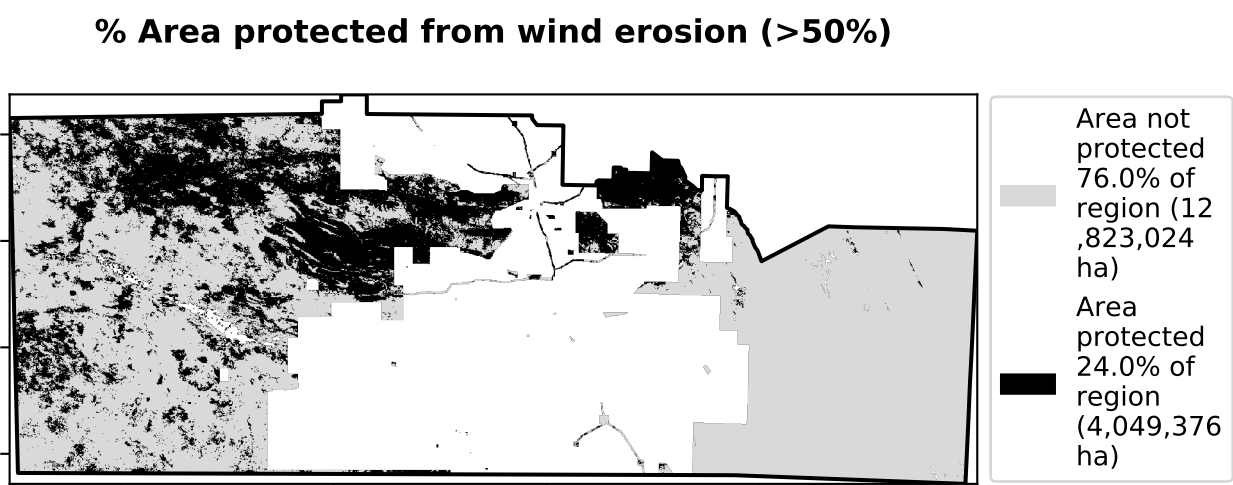 % Area protected from wind erosion (>50%)
Area not
protected
76.0% of
region (12
,823,024
ha)
Area
protected
24.0% of
region
(4,049,376
ha)